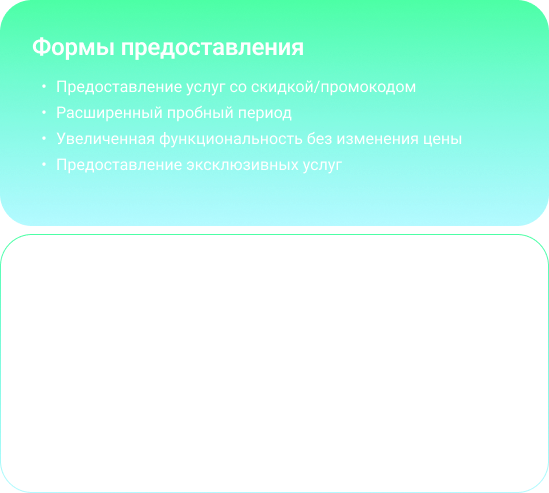 Формы предоставления
• Предоставление услуг со скидкой/промокодом
• Расширенный пробный период
• Увеличенная функциональность без изменения цены
• Предоставление эксклюзивных услуг